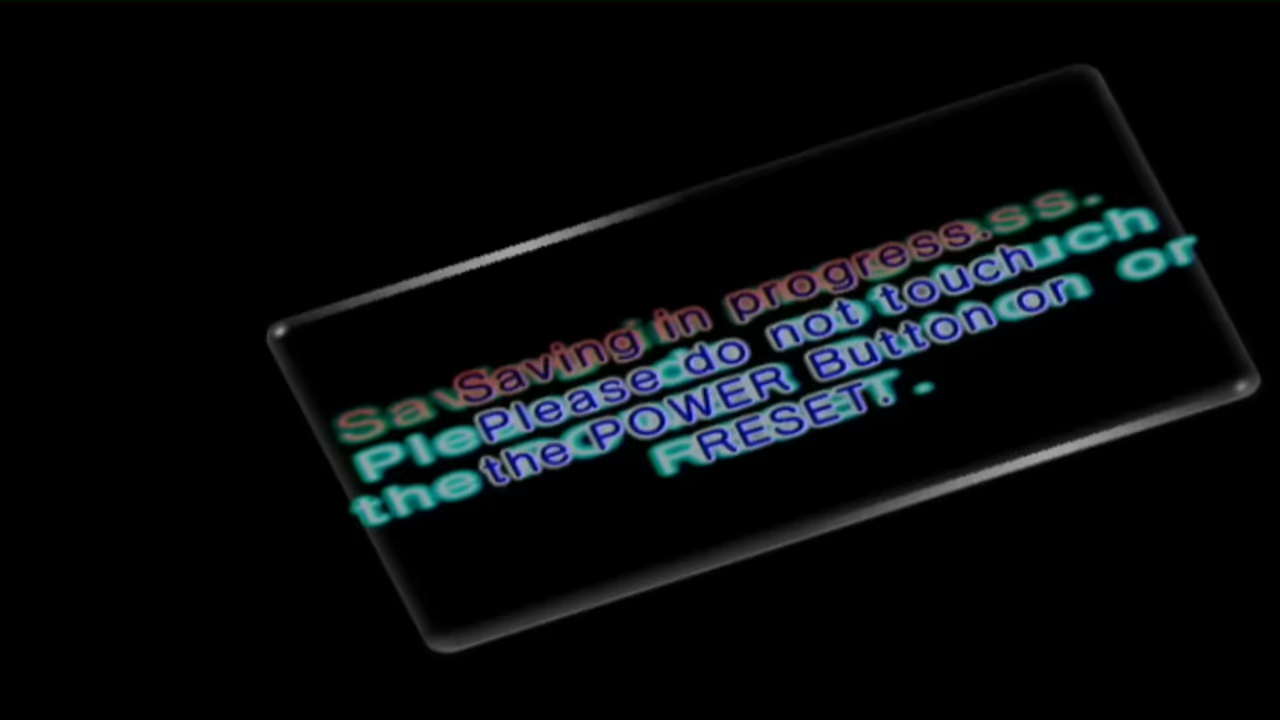 Saving in progress.
Please do not touch
the POWER Button or
RESET.